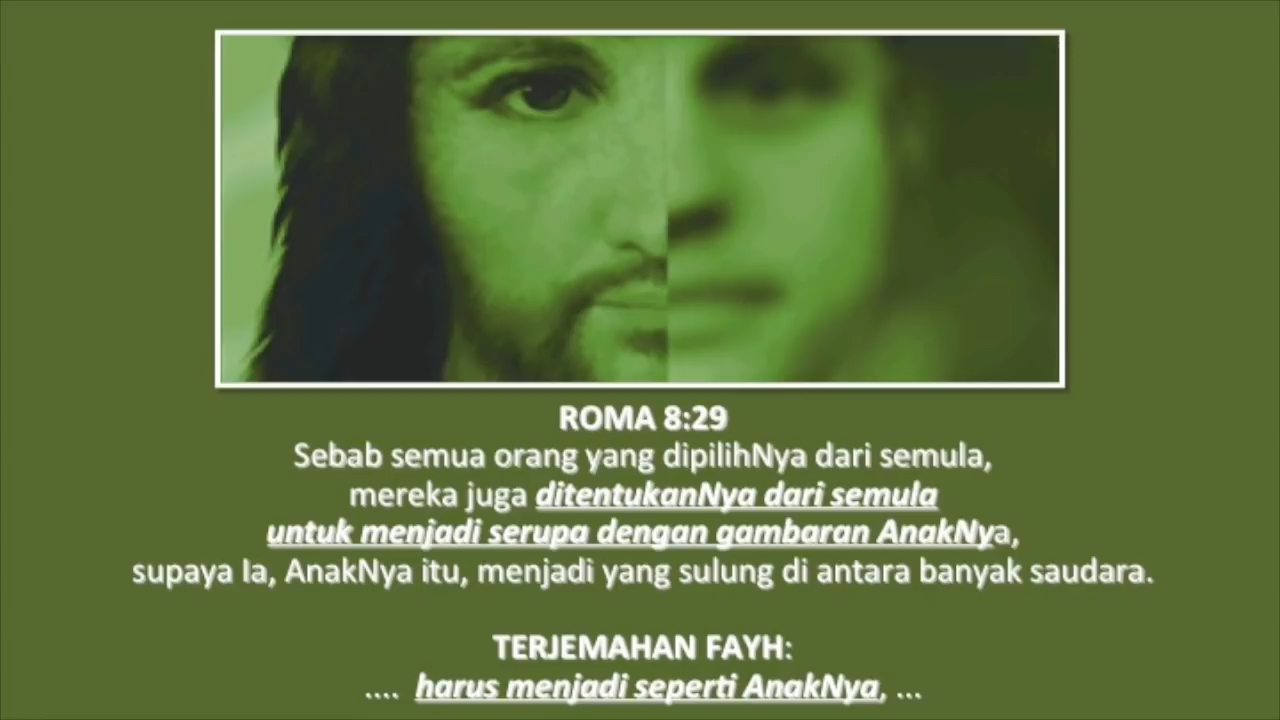 ROMA 8:29
Sebab semua orang yang dipilihNya dari semula,
mereka juga ditentukanNya dari semula
untuk menjadi serupa dengan gambaran AnakNya,
supaya Ia, AnakNya itu, menjadi yang sulung di antara banyak saudara.
TERJEMAHAN FAYH:
.... harus menjadi seperti AnakNya, ...